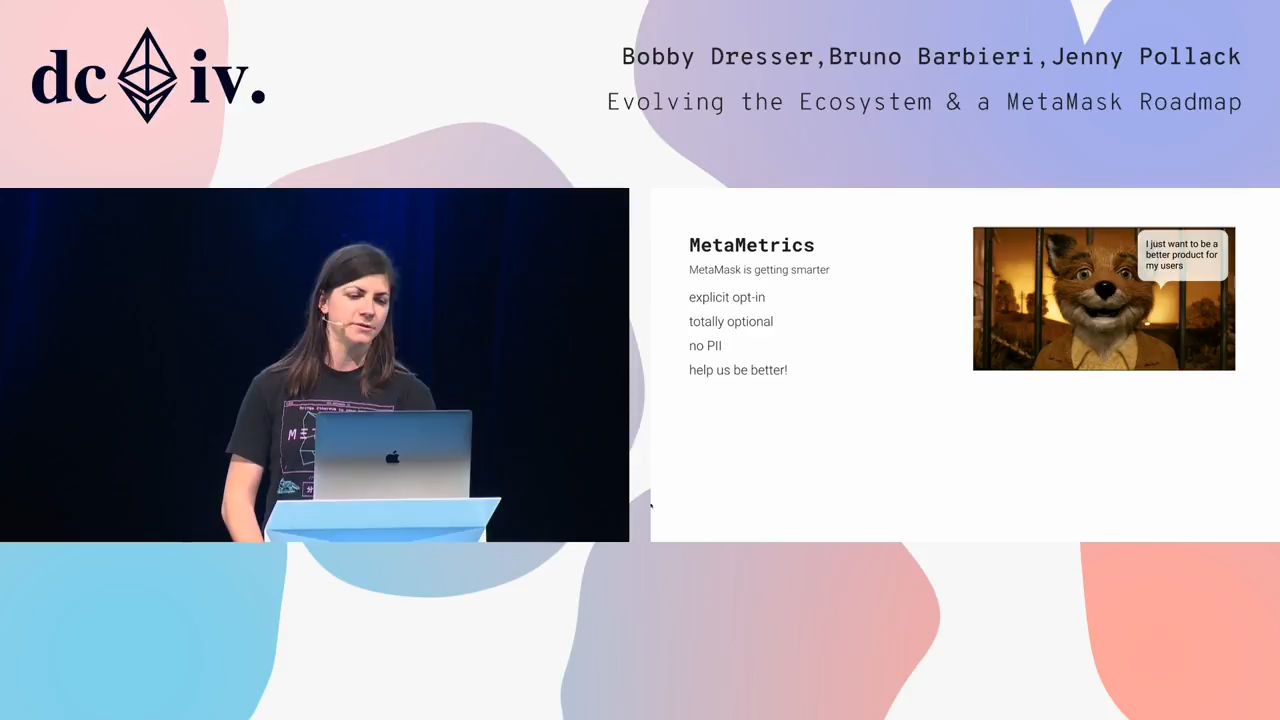 dc iv.
Bobby Dresser,Bruno Barbieri,Jenny Pollack
Evolving the Ecosystem & a MetaMask Roadmap
MetaMetrics
MetaMask is getting smarter
explicit opt-in
totally optional
no PII
help us be better!
I just want to be a
better product for
my users